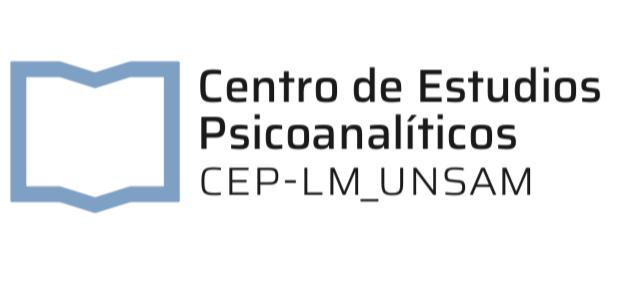 Centro de Estudios
Psicoanalíticos
CEP-LM_UNSAM